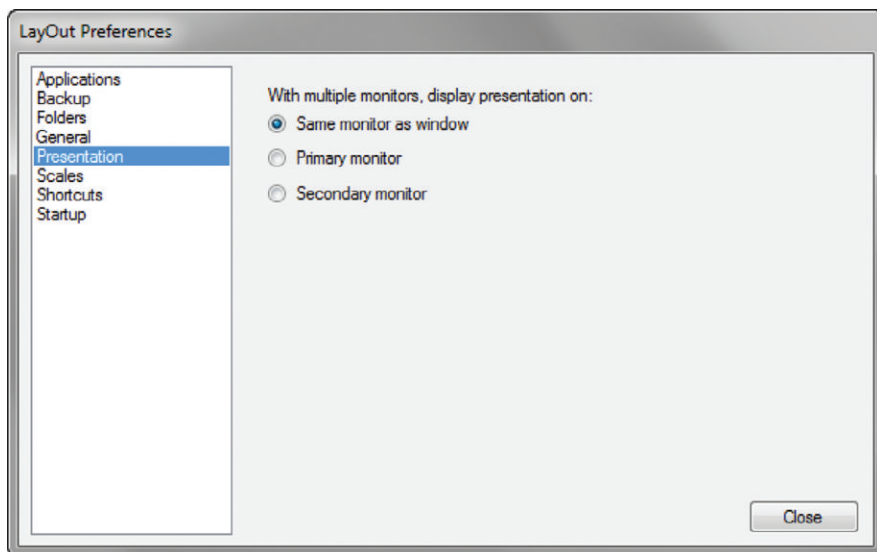 LayOut Preferences
Applications
Backup
Folders
General
Presentation
Scales
Shortcuts
Startup
With multiple monitors, display presentation on:
Same monitor as window
Primary monitor
Secondary monitor
Close